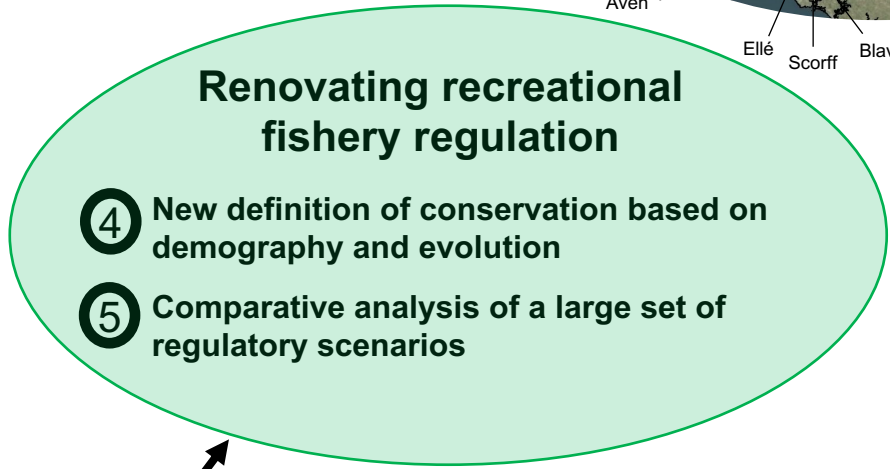 Aven
Ellé
Scorff
Renovating recreational
fishery regulation
4 New definition of conservation based on
demography and evolution
5 Comparative analysis of a large set of
regulatory scenarios